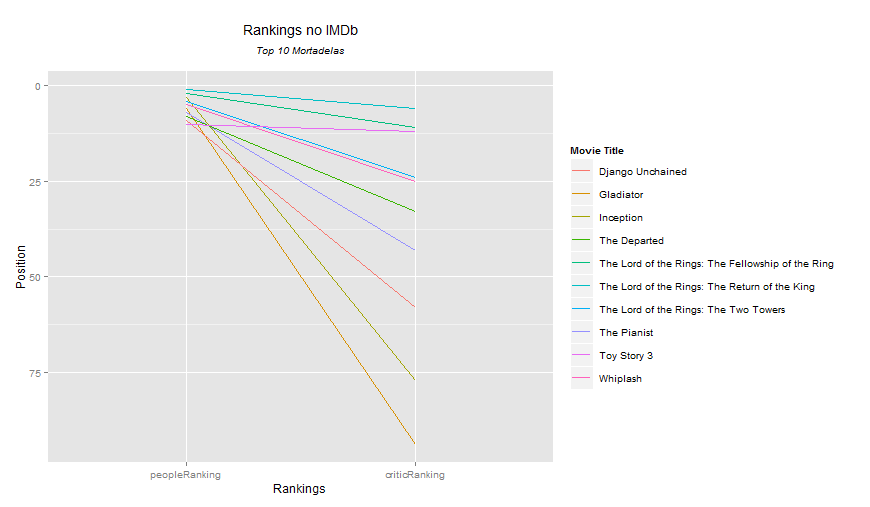 Rankings no IMDb
Top 10 Mortadelas
0
25
50
75
Position
peopleRanking
criticRanking
Rankings
Movie Title
Django Unchained
Gladiator
Inception
The Departed
The Lord of the Rings: The Fellowship of the Ring
The Lord of the Rings: The Return of the King
The Lord of the Rings: The Two Towers
The Pianist
Toy Story 3
Whiplash